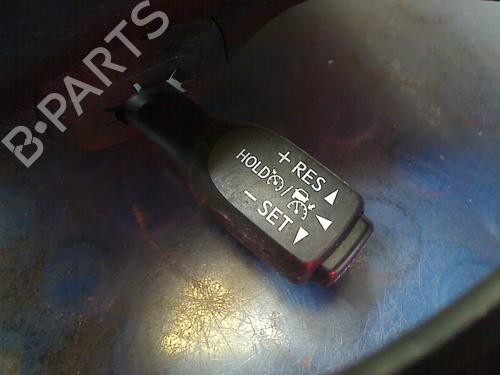 B·PARTS
+ RES
HOLD /
− SET